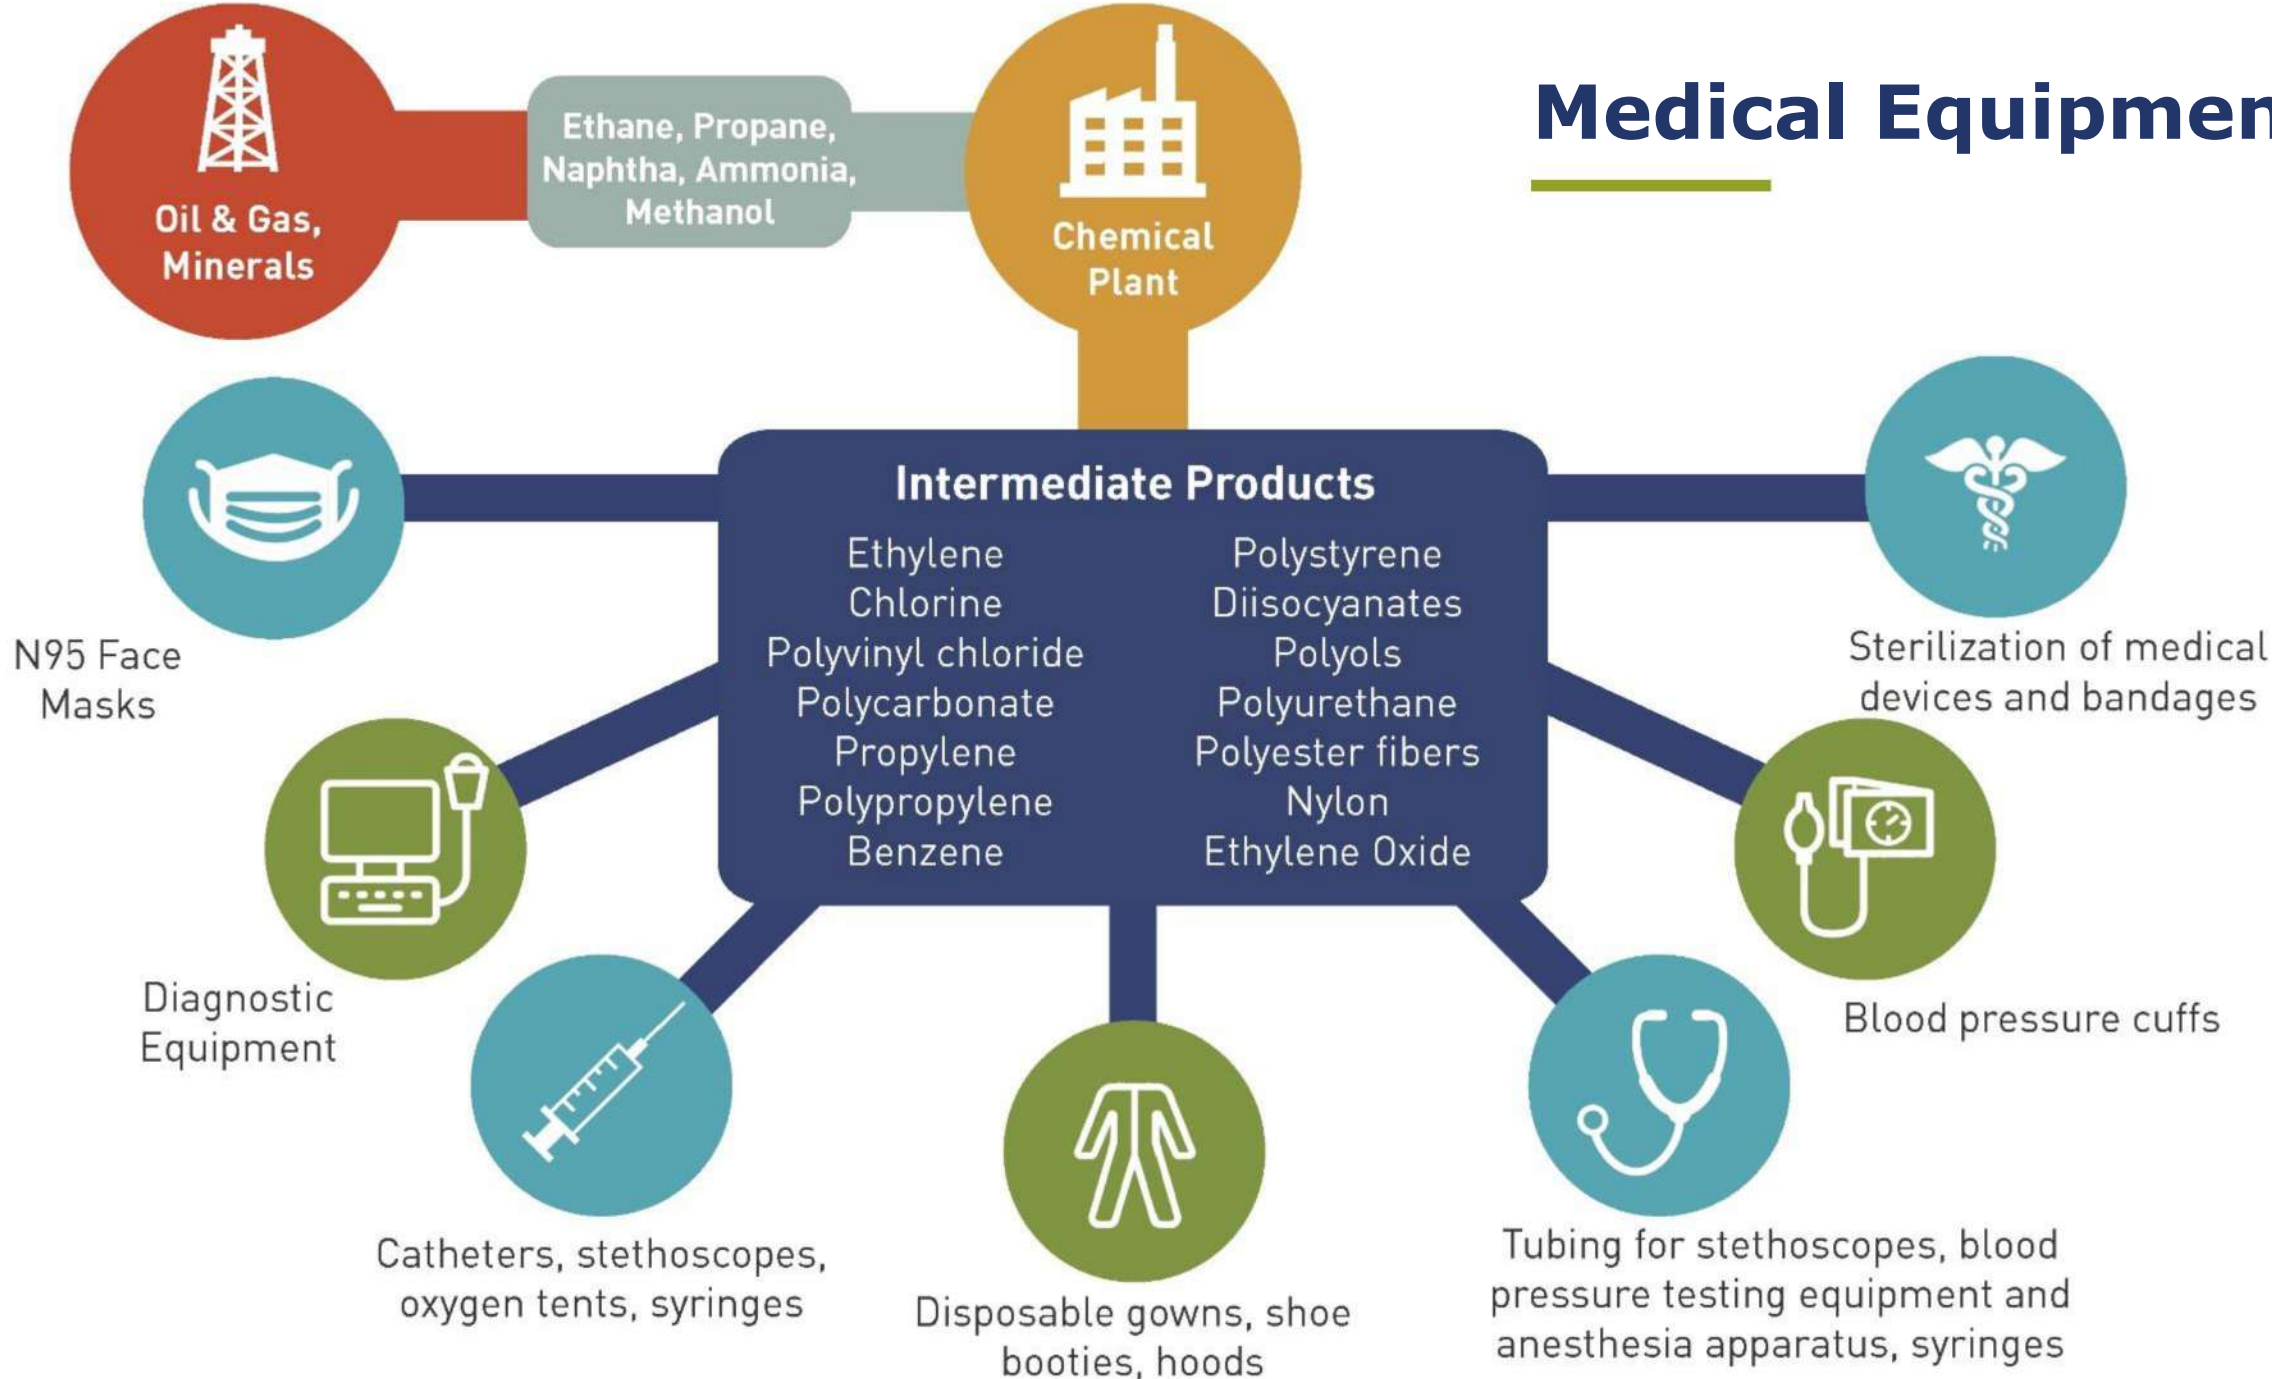 Medical Equipmen
Oil & Gas,
Minerals
Ethane, Propane,
Naphtha, Ammonia,
Methanol
Chemical
Plant
Intermediate Products
Ethylene
Chlorine
Polyvinyl chloride
Polycarbonate
Propylene
Polypropylene
Benzene
Polystyrene
Diisocyanates
Polyols
Polyurethane
Polyester fibers
Nylon
Ethylene Oxide
N95 Face
Masks
Diagnostic
Equipment
Catheters, stethoscopes,
oxygen tents, syringes
Disposable gowns, shoe
booties, hoods
Tubing for stethoscopes, blood
pressure testing equipment and
anesthesia apparatus, syringes
Blood pressure cuffs
Sterilization of medical
devices and bandages